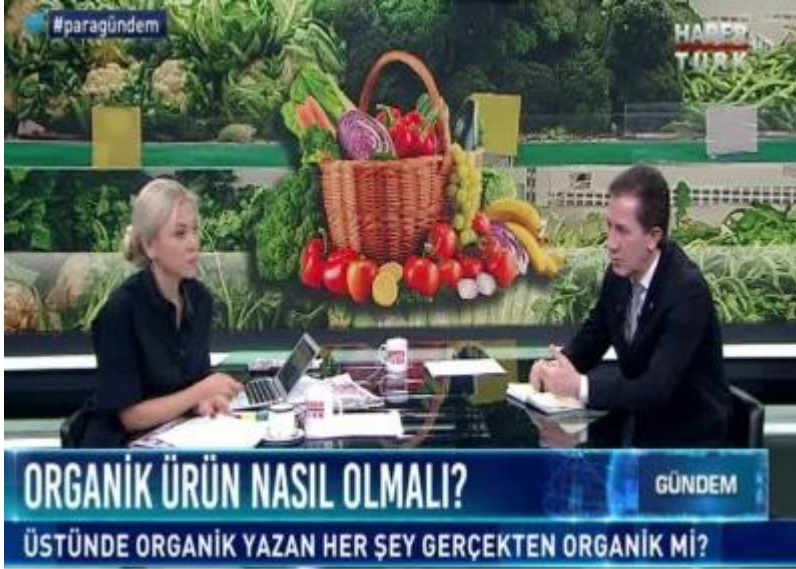 #paragündem
HABER
TÜRK
ORGANİK ÜRÜN NASIL OLMALI?
GÜNDEM
ÜSTÜNDE ORGANİK YAZAN HER ŞEY GERÇEKTEN ORGANİK Mİ?